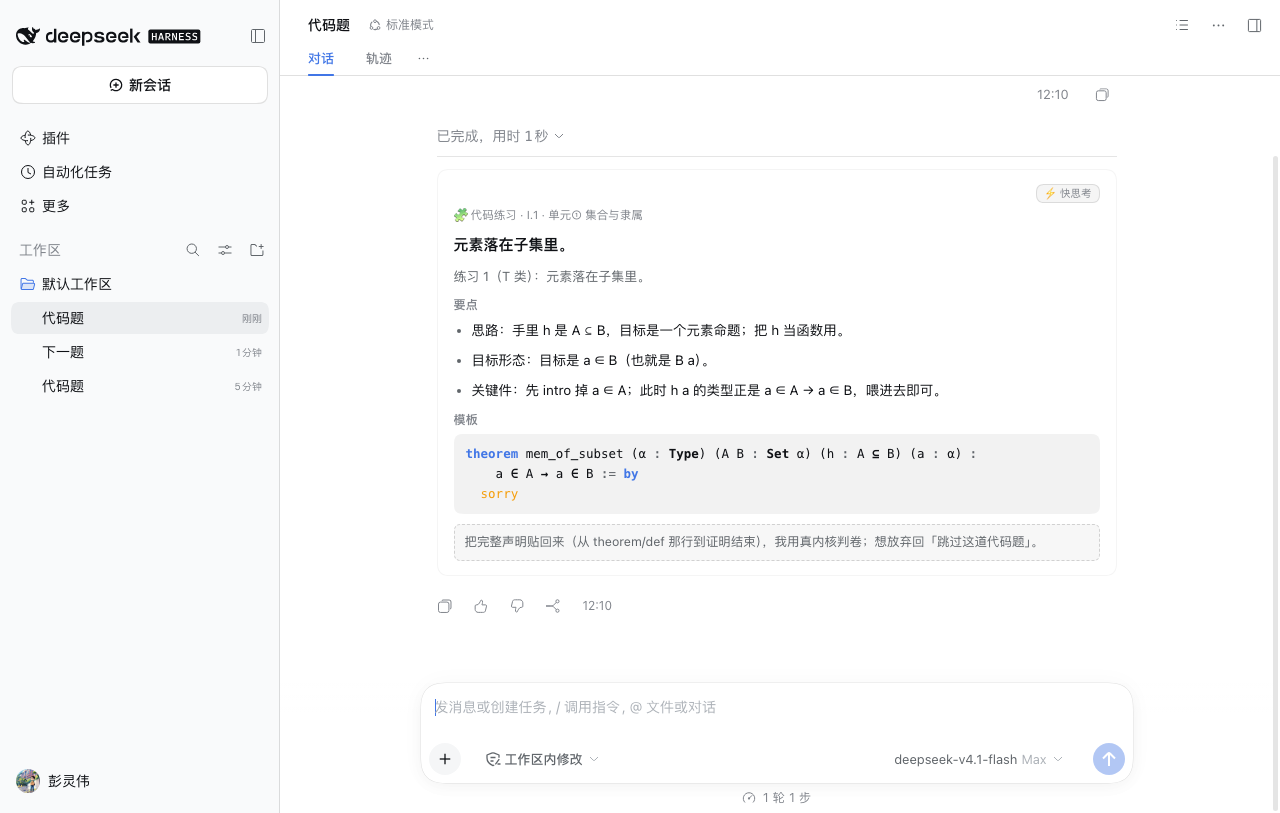 deepseek HARNESS
新会话
插件
自动化任务
更多
工作区
默认工作区
代码题 刚刚
下一题 1分钟
代码题 5分钟
彭灵伟
代码题 标准模式
对话 轨迹 ···
12:10
已完成，用时 1秒
⚡ 快思考
代码练习 · I.1 · 单元① 集合与隶属
元素落在子集里。
练习 1（T 类）：元素落在子集里。
要点
• 思路：手里 h 是 A ⊆ B，目标是一个元素命题；把 h 当函数用。
• 目标形态：目标是 a ∈ B（也就是 B a）。
• 关键件：先 intro 掉 a ∈ A；此时 h a 的类型正是 a ∈ A → a ∈ B，喂进去即可。
模板
theorem mem_of_subset (α : Type) (A B : Set α) (h : A ⊆ B) (a : α) :
a ∈ A → a ∈ B := by
sorry
把完整声明贴回来（从 theorem/def 那行到证明结束），我用真内核判卷；想放弃回「跳过这道代码题」。
12:10
发消息或创建任务, / 调用指令, @ 文件或对话
工作区内修改
deepseek-v4.1-flash Max
1 轮 1 步